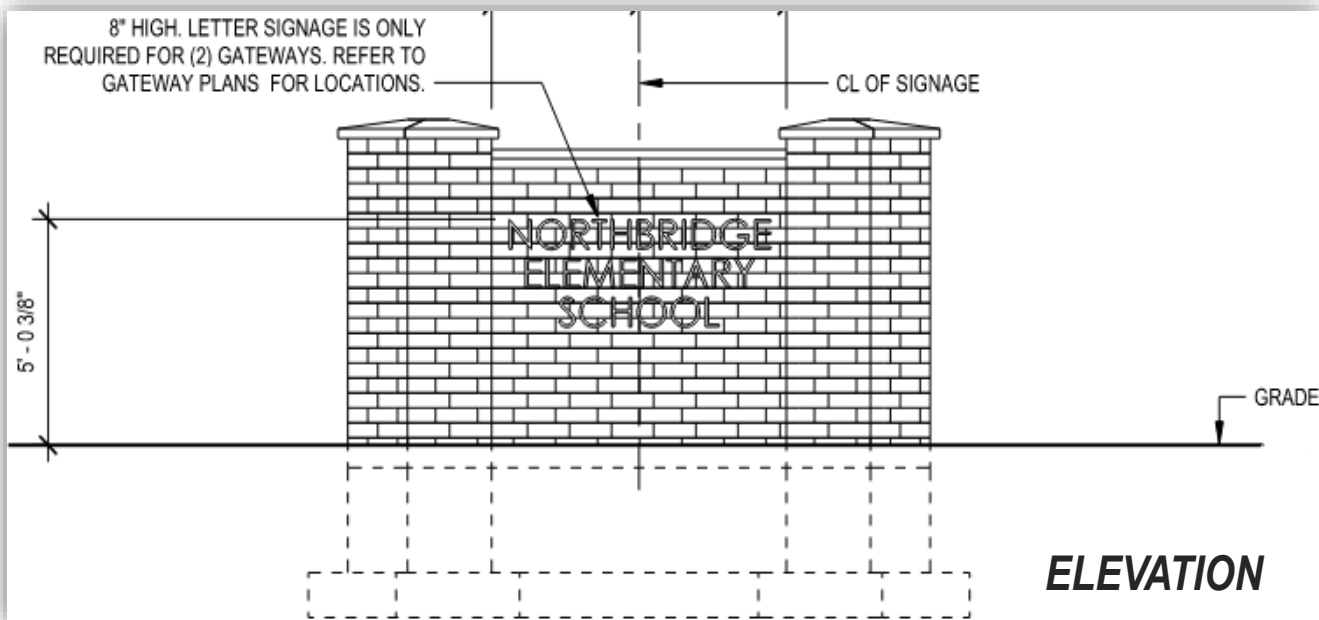 8" HIGH. LETTER SIGNAGE IS ONLY
REQUIRED FOR (2) GATEWAYS. REFER TO
GATEWAY PLANS FOR LOCATIONS.
CL OF SIGNAGE
NORTHBRIDGE
ELEMENTARY
SCHOOL
5' - 0 3/8"
GRADE
ELEVATION